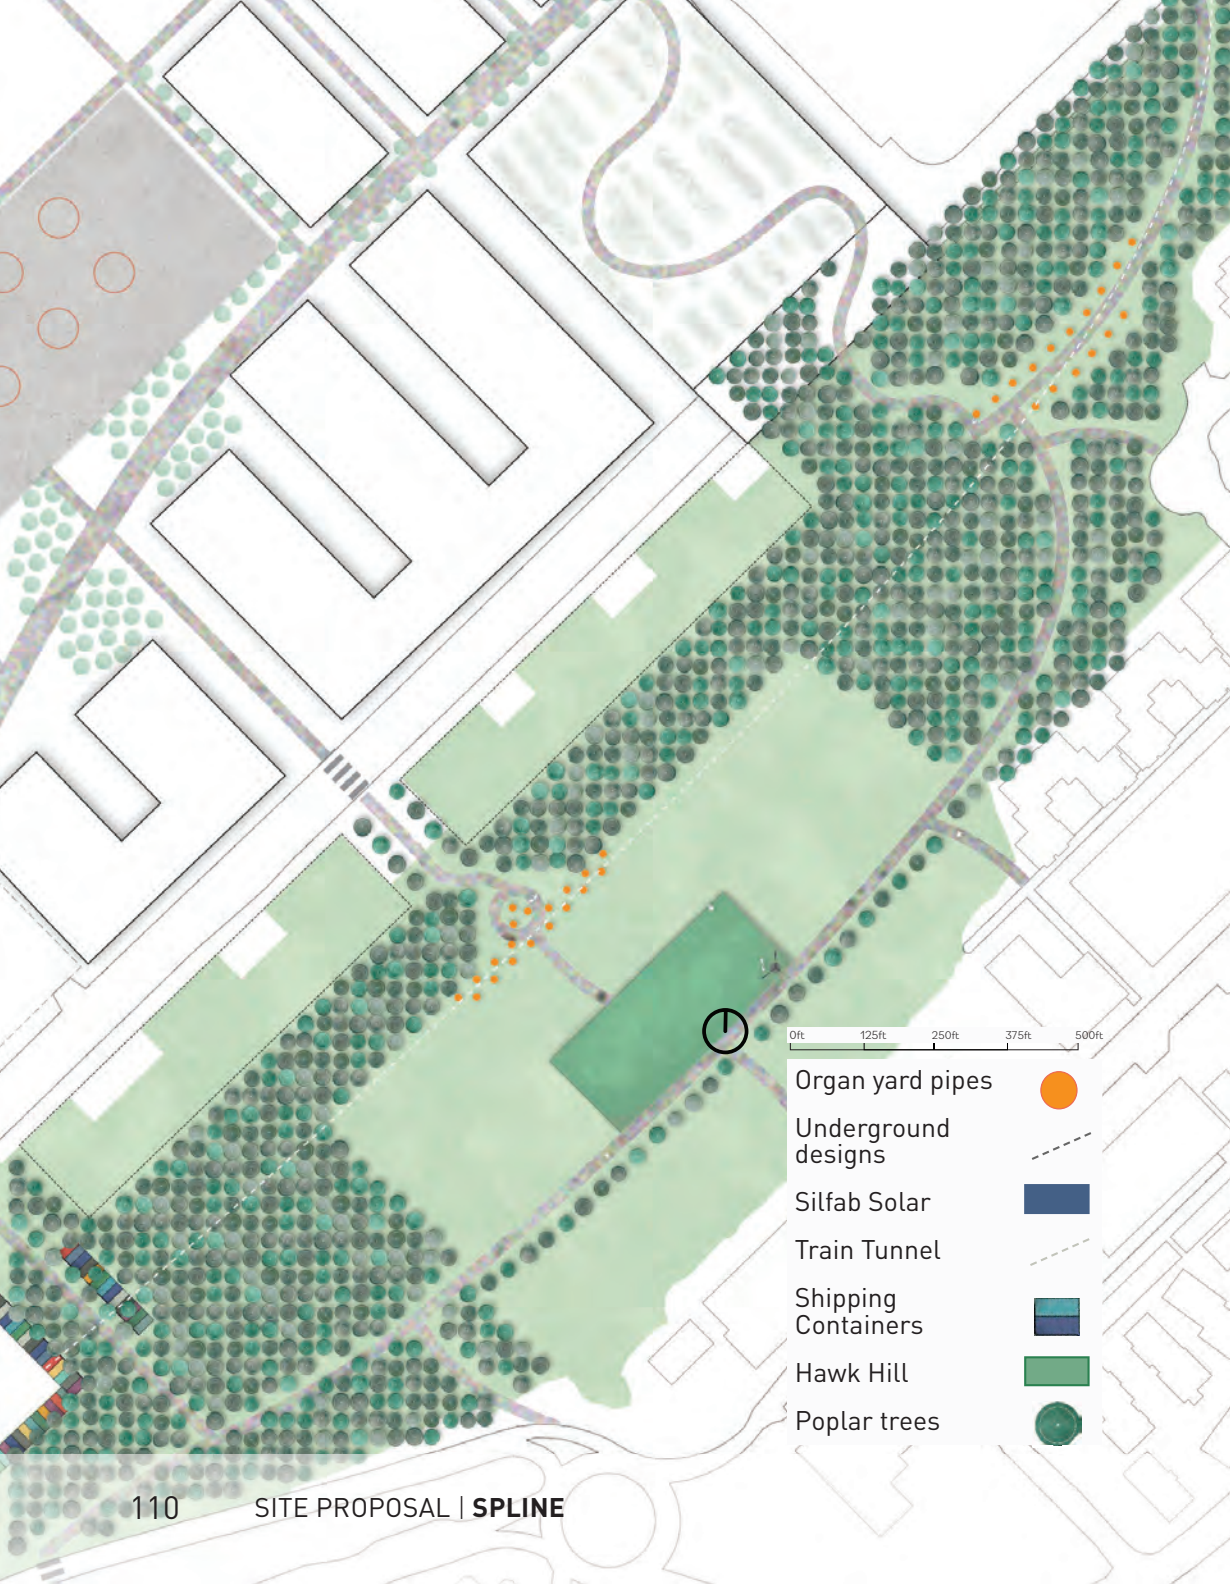 0ft 125ft 250ft 375ft 500ft
Organ yard pipes
Underground
designs
Silfab Solar
Train Tunnel
Shipping
Containers
Hawk Hill
Poplar trees
110 SITE PROPOSAL | SPLINE